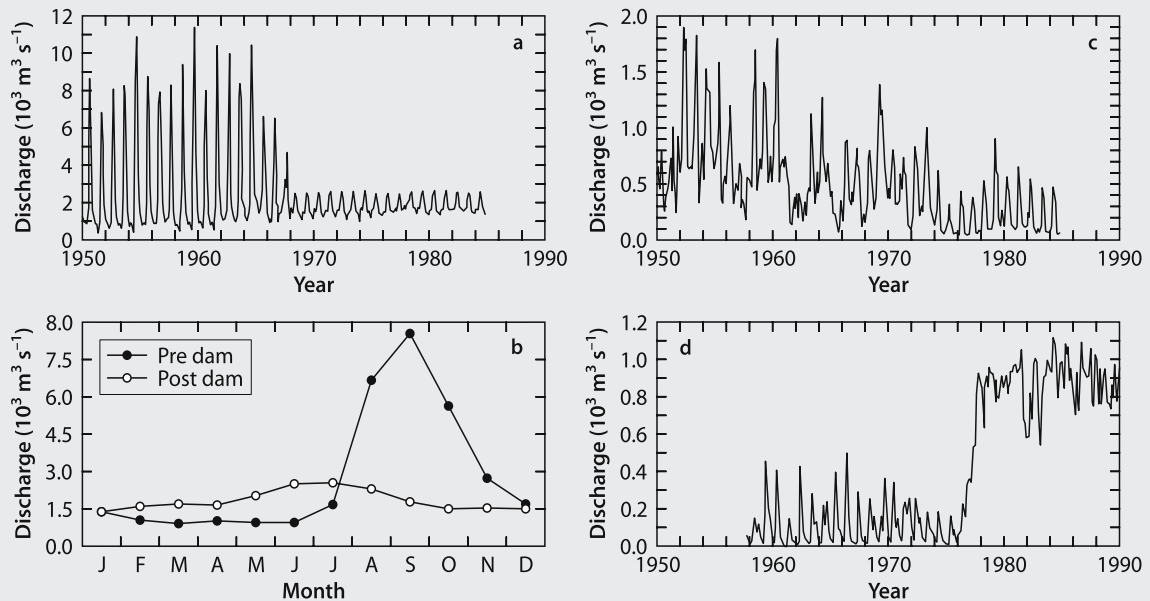 12
10
8
6
4
2
0
Discharge (10³ m³ s⁻¹)
a
1950 1960 1970 1980 1990
Year
2.0
1.5
1.0
0.5
0.0
Discharge (10³ m³ s⁻¹)
c
1950 1960 1970 1980 1990
Year
8.0
7.5
6.0
4.5
3.0
1.5
0.0
Discharge (10³ m³ s⁻¹)
b
Pre dam
Post dam
J F M A M J J A S O N D
Month
1.2
1.0
0.8
0.6
0.4
0.2
0.0
Discharge (10³ m³ s⁻¹)
d
1950 1960 1970 1980 1990
Year